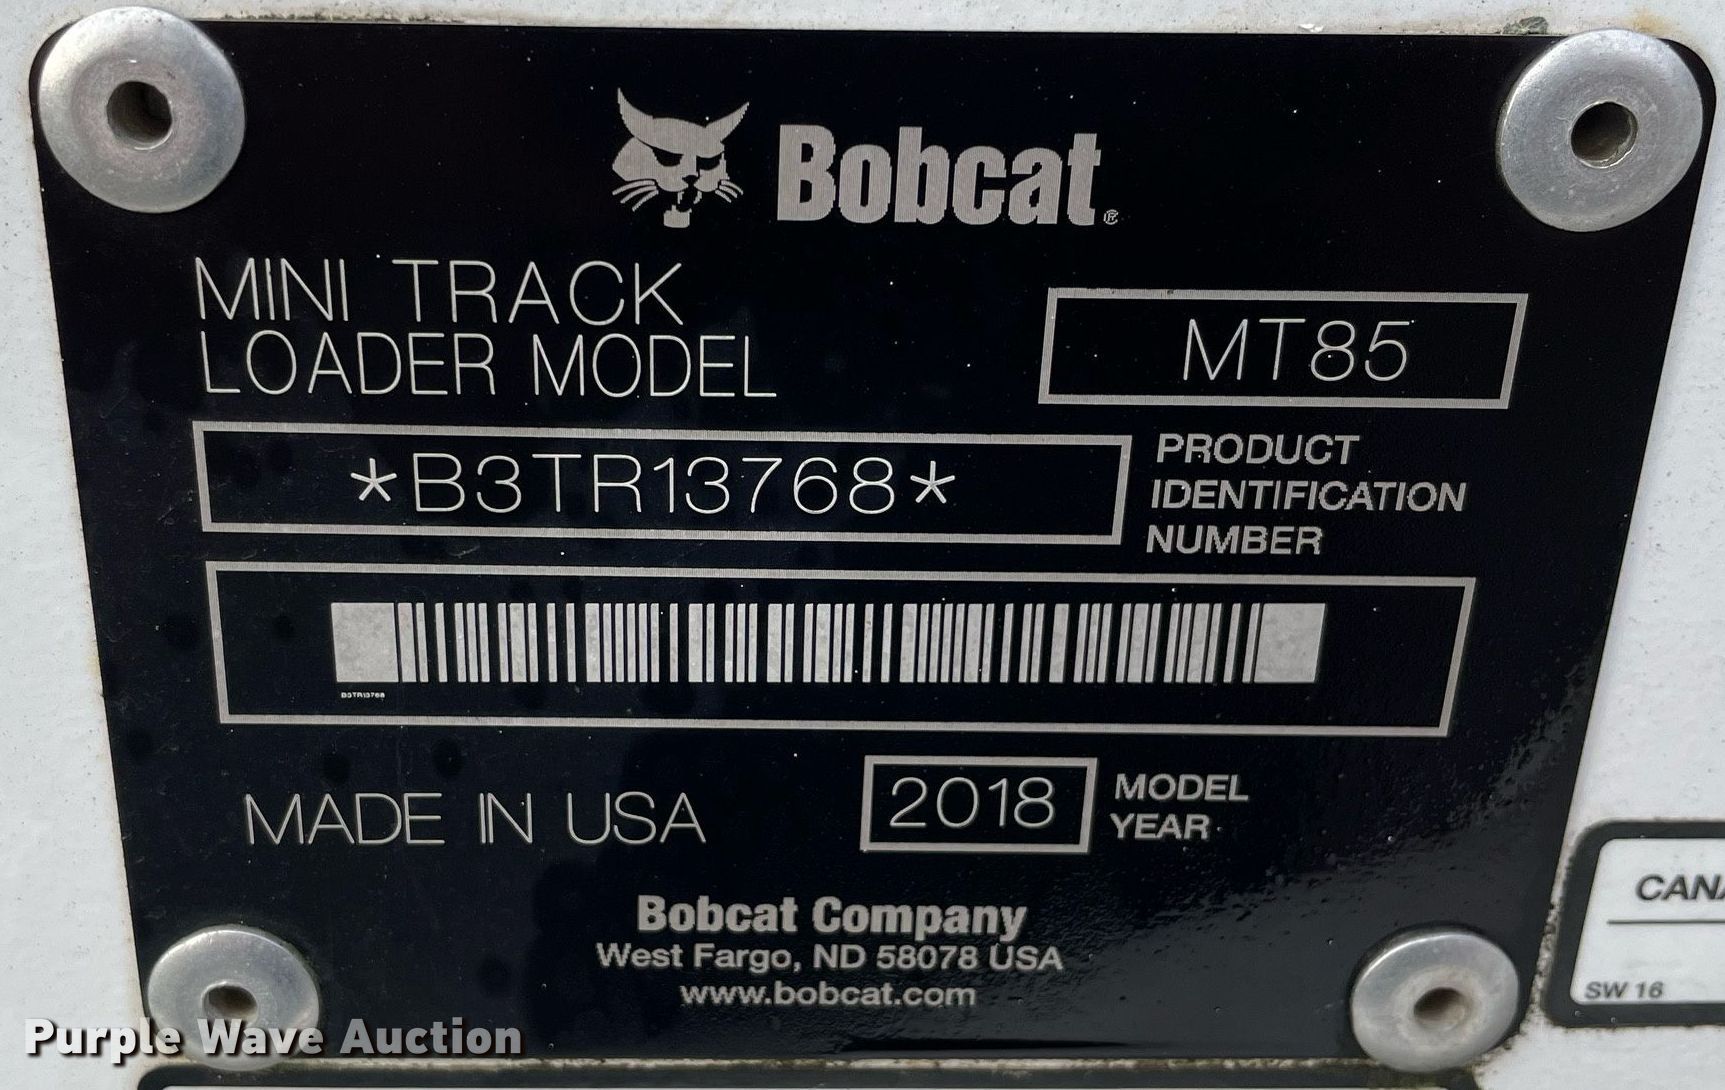 Bobcat®
MINI TRACK
LOADER MODEL
MT85
*B3TR13768*
PRODUCT
IDENTIFICATION
NUMBER
B3TR13768
MADE IN USA
2018
MODEL
YEAR
Bobcat Company
West Fargo, ND 58078 USA
www.bobcat.com
SW 16
Purple Wave Auction